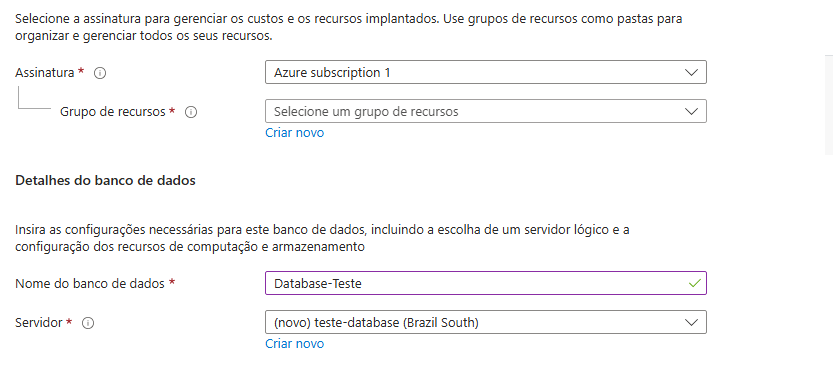 Selecione a assinatura para gerenciar os custos e os recursos implantados. Use grupos de recursos como pastas para
organizar e gerenciar todos os seus recursos.
Assinatura *
Azure subscription 1
Grupo de recursos *
Selecione um grupo de recursos
Criar novo
Detalhes do banco de dados
Insira as configurações necessárias para este banco de dados, incluindo a escolha de um servidor lógico e a
configuração dos recursos de computação e armazenamento
Nome do banco de dados *
Database-Teste
Servidor *
(novo) teste-database (Brazil South)
Criar novo